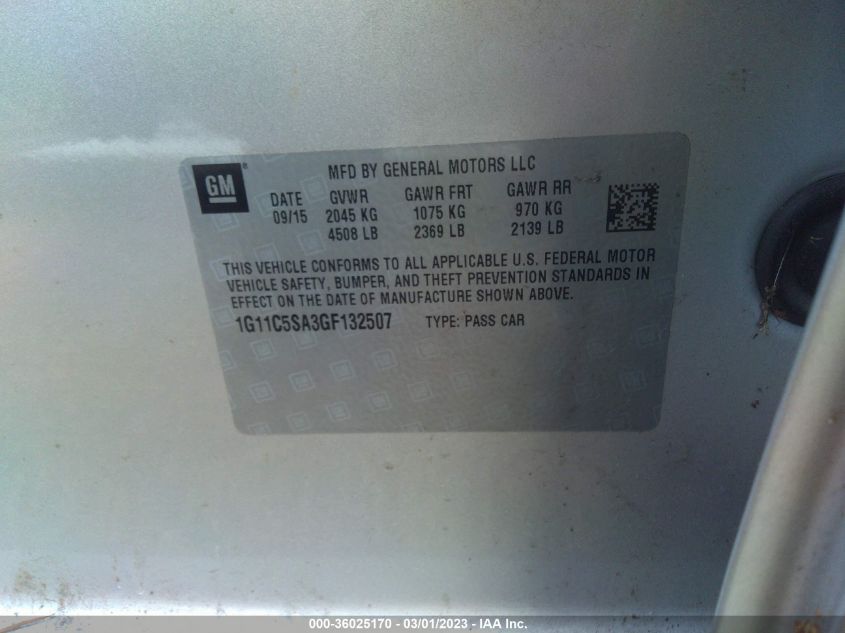 GM ®
MFD BY GENERAL MOTORS LLC
DATE GVWR GAWR FRT GAWR RR
09/15 2045 KG 1075 KG 970 KG
4508 LB 2369 LB 2139 LB
THIS VEHICLE CONFORMS TO ALL APPLICABLE U.S. FEDERAL MOTOR
VEHICLE SAFETY, BUMPER, AND THEFT PREVENTION STANDARDS IN
EFFECT ON THE DATE OF MANUFACTURE SHOWN ABOVE.
1G11C5SA3GF132507 TYPE: PASS CAR
000-36025170 - 03/01/2023 - IAA Inc.